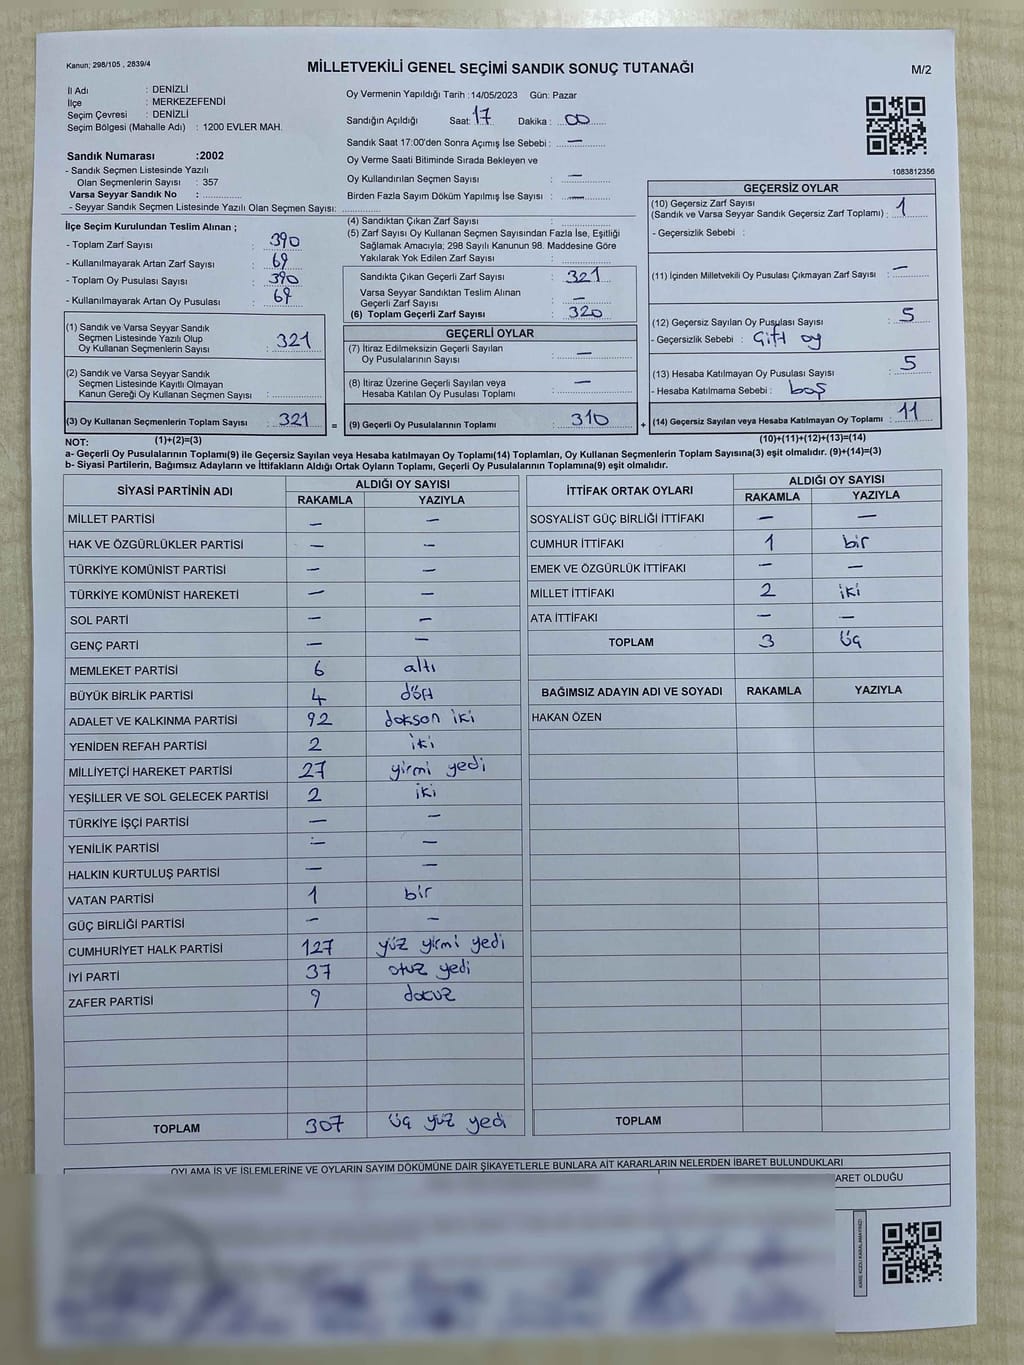 Kanun; 298/105 , 2839/4
MİLLETVEKİLİ GENEL SEÇİMİ SANDIK SONUÇ TUTANAĞI
M/2
İl Adı : DENİZLİ
İlçe : MERKEZEFENDİ
Seçim Çevresi : DENİZLİ
Seçim Bölgesi (Mahalle Adı) : 1200 EVLER MAH.
Sandık Numarası :2002
- Sandık Seçmen Listesinde Yazılı
Olan Seçmenlerin Sayısı : 357
Varsa Seyyar Sandık No :
- Seyyar Sandık Seçmen Listesinde Yazılı Olan Seçmen Sayısı:
Oy Vermenin Yapıldığı Tarih :14/05/2023 Gün: Pazar
Sandığın Açıldığı Saat: 17 Dakika : 00
Sandık Saat 17:00'den Sonra Açımış İse Sebebi : —
Oy Verme Saati Bitiminde Sırada Bekleyen ve
Oy Kullandırılan Seçmen Sayısı : —
Birden Fazla Sayım Döküm Yapılmış İse Sayısı : —
1083812356
İlçe Seçim Kurulundan Teslim Alınan ;
- Toplam Zarf Sayısı : 390
- Kullanılmayarak Artan Zarf Sayısı : 69
- Toplam Oy Pusulası Sayısı : 390
- Kullanılmayarak Artan Oy Pusulası : 69
(1) Sandık ve Varsa Seyyar Sandık
Seçmen Listesinde Yazılı Olup
Oy Kullanan Seçmenlerin Sayısı : 321
(2) Sandık ve Varsa Seyyar Sandık
Seçmen Listesinde Kayıtlı Olmayan
Kanun Gereği Oy Kullanan Seçmen Sayısı :
(3) Oy Kullanan Seçmenlerin Toplam Sayısı : 321
(4) Sandıktan Çıkan Zarf Sayısı :
(5) Zarf Sayısı Oy Kullanan Seçmen Sayısından Fazla İse, Eşitliği
Sağlamak Amacıyla; 298 Sayılı Kanunun 98. Maddesine Göre
Yakılarak Yok Edilen Zarf Sayısı :
Sandıkta Çıkan Geçerli Zarf Sayısı : 321
Varsa Seyyar Sandıktan Teslim Alınan
Geçerli Zarf Sayısı : —
(6) Toplam Geçerli Zarf Sayısı : 320
GEÇERLİ OYLAR
(7) İtiraz Edilmeksizin Geçerli Sayılan
Oy Pusulalarının Sayısı : —
(8) İtiraz Üzerine Geçerli Sayılan veya
Hesaba Katılan Oy Pusulası Toplamı : —
= (9) Geçerli Oy Pusulalarının Toplamı : 310
GEÇERSİZ OYLAR
(10) Geçersiz Zarf Sayısı
(Sandık ve Varsa Seyyar Sandık Geçersiz Zarf Toplamı) : 1
- Geçersizlik Sebebi :
(11) İçinden Milletvekili Oy Pusulası Çıkmayan Zarf Sayısı : —
(12) Geçersiz Sayılan Oy Pusulası Sayısı : 5
- Geçersizlik Sebebi : Çift oy
(13) Hesaba Katılmayan Oy Pusulası Sayısı : 5
- Hesaba Katılmama Sebebi : boş
+ (14) Geçersiz Sayılan veya Hesaba Katılmayan Oy Toplamı : 11
NOT: (1)+(2)=(3) (10)+(11)+(12)+(13)=(14)
a- Geçerli Oy Pusulalarının Toplamı(9) ile Geçersiz Sayılan veya Hesaba katılmayan Oy Toplamı(14) Toplamları, Oy Kullanan Seçmenlerin Toplam Sayısına(3) eşit olmalıdır. (9)+(14)=(3)
b- Siyasi Partilerin, Bağımsız Adayların ve İttifakların Aldığı Ortak Oyların Toplamı, Geçerli Oy Pusulalarının Toplamına(9) eşit olmalıdır.
SİYASİ PARTİNİN ADI ALDIĞI OY SAYISI
RAKAMLA YAZIYLA
MİLLET PARTİSİ — —
HAK VE ÖZGÜRLÜKLER PARTİSİ — —
TÜRKİYE KOMÜNİST PARTİSİ — —
TÜRKİYE KOMÜNİST HAREKETİ — —
SOL PARTİ — —
GENÇ PARTİ — —
MEMLEKET PARTİSİ 6 altı
BÜYÜK BİRLİK PARTİSİ 4 dört
ADALET VE KALKINMA PARTİSİ 92 doksan iki
YENİDEN REFAH PARTİSİ 2 iki
MİLLİYETÇİ HAREKET PARTİSİ 27 yirmi yedi
YEŞİLLER VE SOL GELECEK PARTİSİ 2 iki
TÜRKİYE İŞÇİ PARTİSİ — —
YENİLİK PARTİSİ — —
HALKIN KURTULUŞ PARTİSİ — —
VATAN PARTİSİ 1 bir
GÜÇ BİRLİĞİ PARTİSİ — —
CUMHURİYET HALK PARTİSİ 127 yüz yirmi yedi
İYİ PARTİ 37 otuz yedi
ZAFER PARTİSİ 9 dokuz
TOPLAM 307 üç yüz yedi
İTTİFAK ORTAK OYLARI ALDIĞI OY SAYISI
RAKAMLA YAZIYLA
SOSYALİST GÜÇ BİRLİĞİ İTTİFAKI — —
CUMHUR İTTİFAKI 1 bir
EMEK VE ÖZGÜRLÜK İTTİFAKI — —
MİLLET İTTİFAKI 2 iki
ATA İTTİFAKI — —
TOPLAM 3 üç
BAĞIMSIZ ADAYIN ADI VE SOYADI RAKAMLA YAZIYLA
HAKAN ÖZEN
TOPLAM
OYLAMA İŞ VE İŞLEMLERİNE VE OYLARIN SAYIM DÖKÜMÜNE DAİR ŞİKAYETLERLE BUNLARA AİT KARARLARIN NELERDEN İBARET BULUNDUKLARI
ARET OLDUĞU